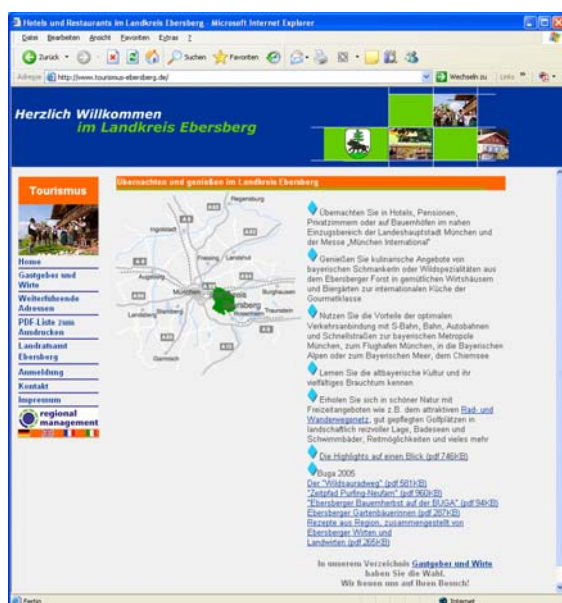 Hotels und Restaurants im Landkreis Ebersberg - Microsoft Internet Explorer
Datei Bearbeiten Ansicht Favoriten Extras ?
Zurück Suchen Favoriten
Adresse http://www.tourismus-ebersberg.de/ Wechseln zu Links
Herzlich Willkommen
im Landkreis Ebersberg
Tourismus
Home
Gastgeber und
Wirte
Weiterführende
Adressen
PDF-Liste zum
Ausdrucken
Landratsamt
Ebersberg
Anmeldung
Kontakt
Impressum
regional
management
Übernachten und genießen im Landkreis Ebersberg
Regensburg
Ingolstadt
Freising Landshut
Augsburg
München
Burghausen
Landsberg
Starnberg
Rosenheim
Traunstein
Garmisch
Übernachten Sie in Hotels, Pensionen,
Privatzimmern oder auf Bauernhöfen im nahen
Einzugsbereich der Landeshauptstadt München und
der Messe „München International"
Genießen Sie kulinarische Angebote von
bayerischen Schmankerln oder Wildspezialitäten aus
dem Ebersberger Forst in gemütlichen Wirtshäusern
und Biergärten zur internationalen Küche der
Gourmetklasse
Nutzen Sie die Vorteile der optimalen
Verkehrsanbindung mit S-Bahn, Bahn, Autobahnen
und Schnellstraßen zur bayerischen Metropole
München, zum Flughafen München, in die Bayerischen
Alpen oder zum Bayerischen Meer, dem Chiemsee
Lernen Sie die altbayerische Kultur und ihr
vielfältiges Brauchtum kennen
Erholen Sie sich in schöner Natur mit
Freizeitangeboten wie z.B. dem attraktiven Rad- und
Wanderwegenetz, gut gepflegten Golfplätzen in
landschaftlich reizvoller Lage, Badeseen und
Schwimmbäder, Reitmöglichkeiten und vieles mehr
Die Highlights auf einen Blick (pdf 746KB)
Buga 2005
Der "Wildsauradweg" (pdf 581KB)
"Zeitpfad Purfing-Neufarn" (pdf 960KB)
"Ebersberger Bauernherbst auf der BUGA" (pdf 94KB)
Ebersberger Gartenbäuerinnen (pdf 267KB)
Rezepte aus Region, zusammengestellt von
Ebersberger Wirten und
Landwirten (pdf 265KB)
In unserem Verzeichnis Gastgeber und Wirte
haben Sie die Wahl.
Wir freuen uns auf Ihren Besuch!
Fertig Internet